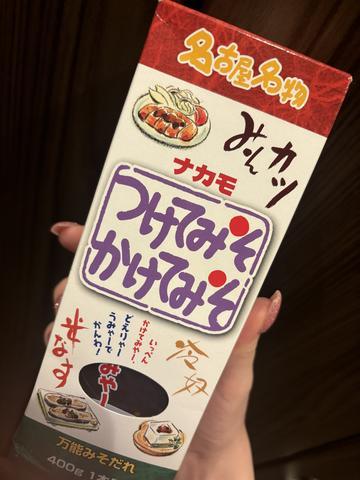 名古屋名物
みそカツ
ナカモ
つけてみそ
かけてみそ
いっぺん
かけてみやー、
どえりゃー
うみゃーで
かんわ!
みやー
冷奴
米なす
万能みそだれ
400g 1本